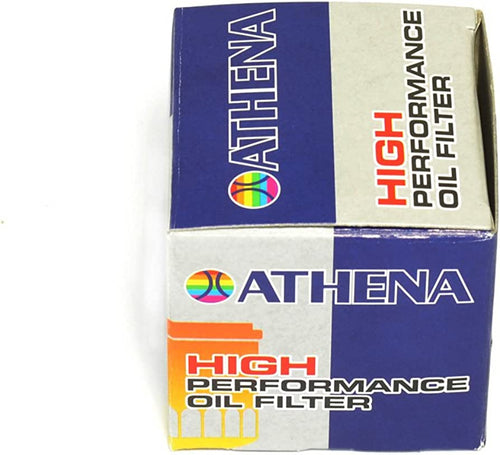 ATHENA
HIGH
PERFORMANCE
OIL FILTER
ATHENA
HIGH
PERFORMANCE
OIL FILTER